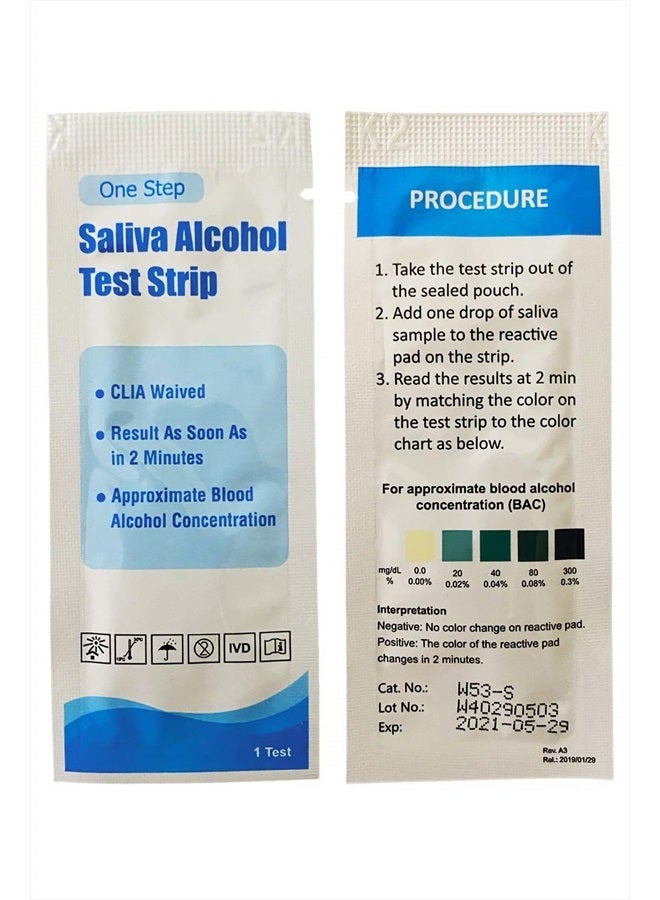 One Step
Saliva Alcohol
Test Strip
• CLIA Waived
• Result As Soon As
in 2 Minutes
• Approximate Blood
Alcohol Concentration
IVD
1 Test
K2 K
PROCEDURE
1. Take the test strip out of
the sealed pouch.
2. Add one drop of saliva
sample to the reactive
pad on the strip.
3. Read the results at 2 min
by matching the color on
the test strip to the color
chart as below.
For approximate blood alcohol
concentration (BAC)
mg/dL 0.0 20 40 80 300
% 0.00% 0.02% 0.04% 0.08% 0.3%
Interpretation
Negative: No color change on reactive pad.
Positive: The color of the reactive pad
changes in 2 minutes.
Cat. No.: W53-S
Lot No.: W40290503
Exp: 2021-05-29
Rev. A3
Rel.: 2019/01/29